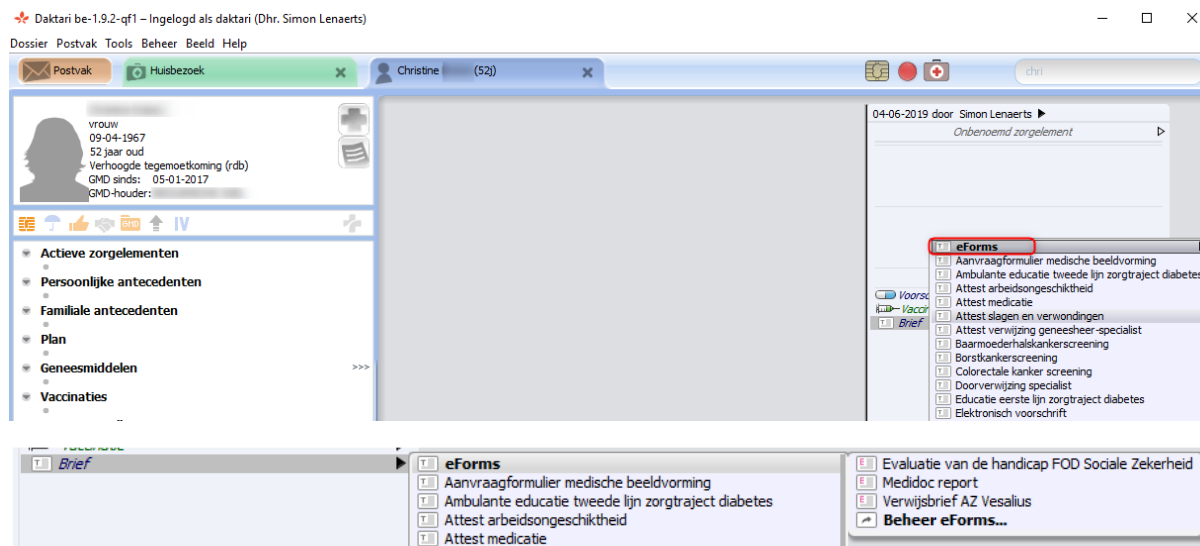 Daktari be-1.9.2-qf1 – Ingelogd als daktari (Dhr. Simon Lenaerts)
Dossier Postvak Tools Beheer Beeld Help
Postvak Huisbezoek Christine (52j) chri
vrouw
09-04-1967
52 jaar oud
Verhoogde tegemoetkoming (rdb)
GMD sinds: 05-01-2017
GMD-houder:
GMD IV
Actieve zorgelementen
Persoonlijke antecedenten
Familiale antecedenten
Plan
Geneesmiddelen >>>
Vaccinaties
04-06-2019 door Simon Lenaerts
Onbenoemd zorgelement
Brief
eForms
Aanvraagformulier medische beeldvorming
Ambulante educatie tweede lijn zorgtraject diabetes
Attest arbeidsongeschiktheid
Attest medicatie
Attest slagen en verwondingen
Attest verwijzing geneesheer-specialist
Baarmoederhalskankerscreening
Borstkankerscreening
Colorectale kanker screening
Doorverwijzing specialist
Educatie eerste lijn zorgtraject diabetes
Elektronisch voorschrift
Brief
eForms
Aanvraagformulier medische beeldvorming
Ambulante educatie tweede lijn zorgtraject diabetes
Attest arbeidsongeschiktheid
Attest medicatie
Evaluatie van de handicap FOD Sociale Zekerheid
Medidoc report
Verwijsbrief AZ Vesalius
Beheer eForms...